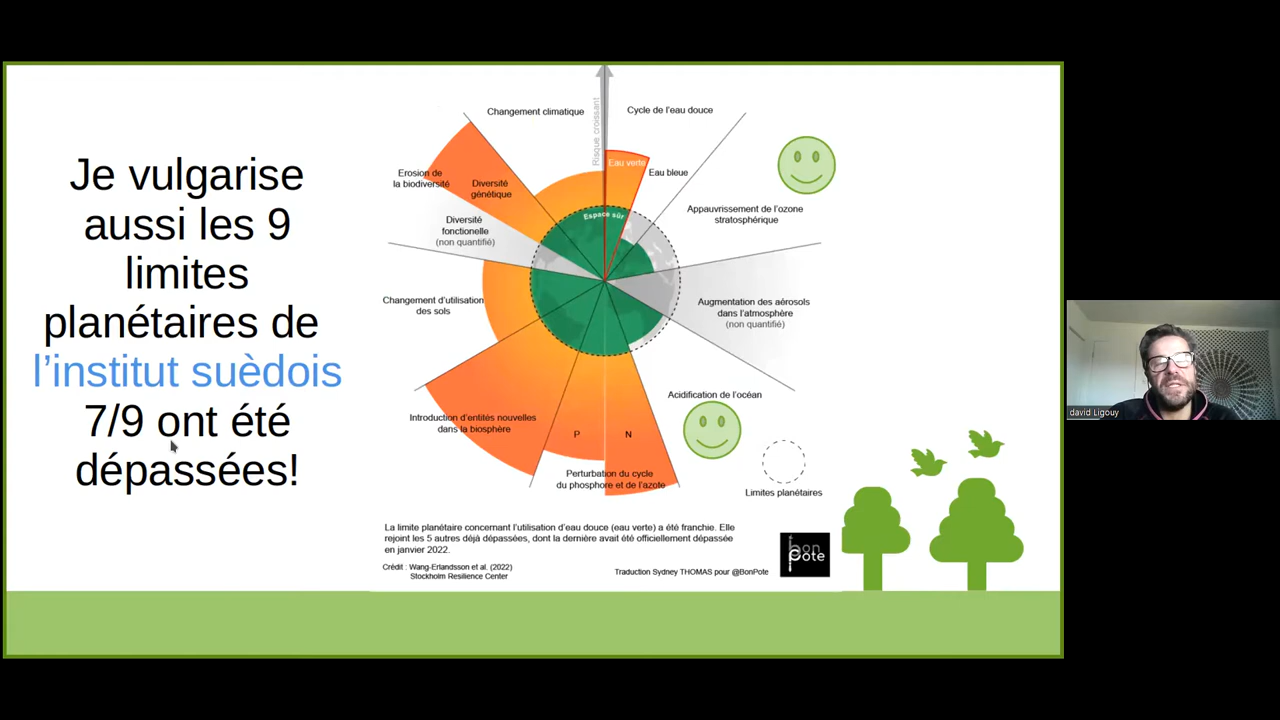 Je vulgarise
aussi les 9
limites
planétaires de
l'institut suèdois
7/9 ont été
dépassées!
Changement climatique
Risque croissant
Cycle de l'eau douce
Eau verte
Eau bleue
Erosion de
la biodiversité
Diversité
génétique
Espace sûr
Appauvrissement de l'ozone
stratosphérique
Diversité
fonctionelle
(non quantifié)
Changement d'utilisation
des sols
Augmentation des aérosols
dans l'atmosphère
(non quantifié)
Introduction d'entités nouvelles
dans la biosphère
P
N
Acidification de l'océan
Perturbation du cycle
du phosphore et de l'azote
Limites planétaires
La limite planétaire concernant l'utilisation d'eau douce (eau verte) a été franchie. Elle
rejoint les 5 autres déjà dépassées, dont la dernière avait été officiellement dépassée
en janvier 2022.
Crédit : Wang-Erlandsson et al. (2022)
Stockholm Resilience Center
Traduction Sydney THOMAS pour @BonPote
bon
pote
david Ligouy